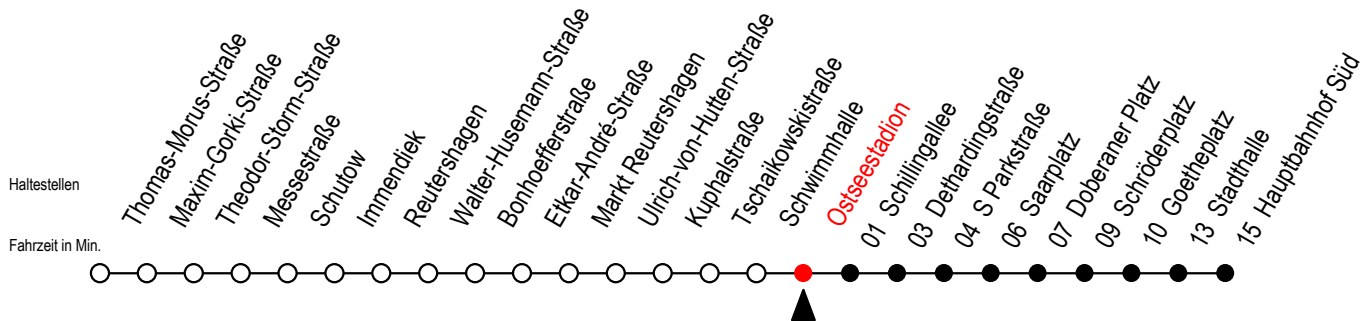 Haltestellen
Fahrzeit in Min.
Thomas-Morus-Straße
Maxim-Gorki-Straße
Theodor-Storm-Straße
Messestraße
Schutow
Immendiek
Reutershagen
Walter-Husemann-Straße
Bonhoefferstraße
Etkar-André-Straße
Markt Reutershagen
Ulrich-von-Hutten-Straße
Kuphalstraße
Tschaikowskistraße
Schwimmhalle
Ostseestadion
01 Schillingallee
03 Dethardingstraße
04 S Parkstraße
06 Saarplatz
07 Doberaner Platz
09 Schröderplatz
10 Goetheplatz
13 Stadthalle
15 Hauptbahnhof Süd